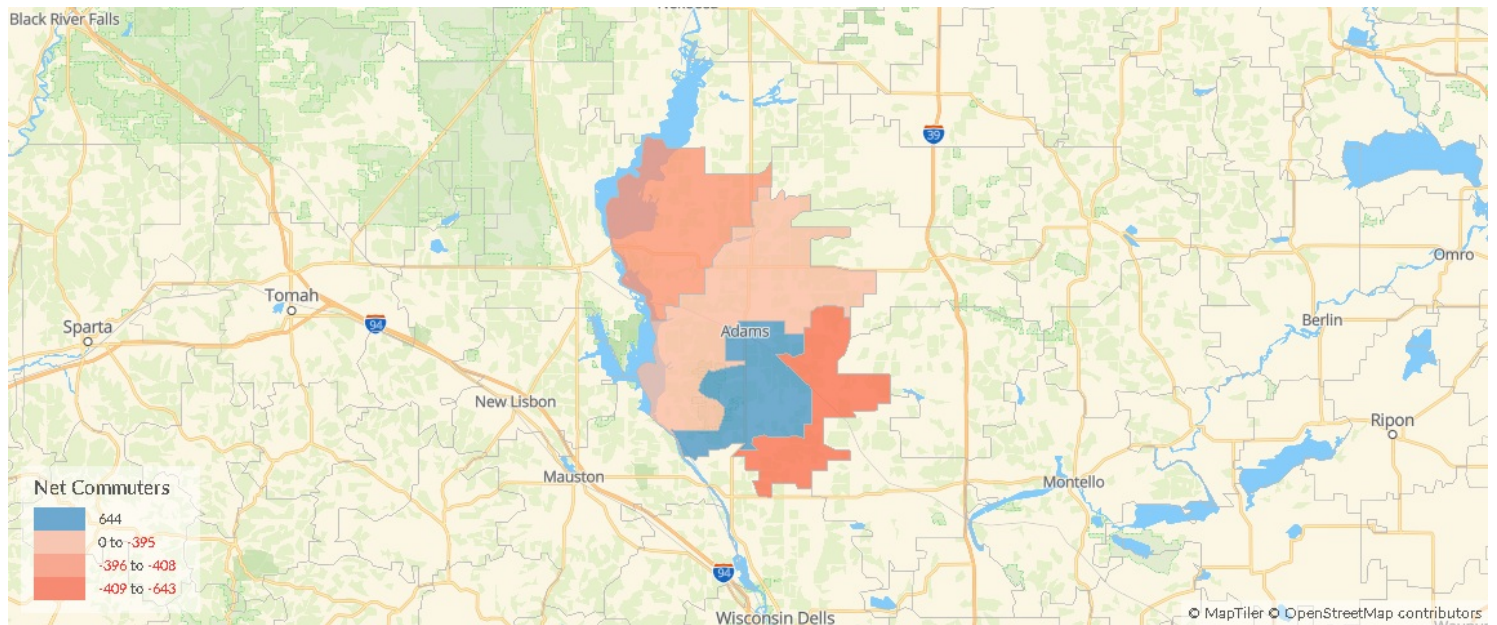 Black River Falls
39
Omro
Tomah
94
Sparta
Adams
Berlin
New Lisbon
Ripon
Mauston
Montello
Net Commuters
644
0 to -395
-396 to -408
-409 to -643
94
Wisconsin Dells
© MapTiler © OpenStreetMap contributors